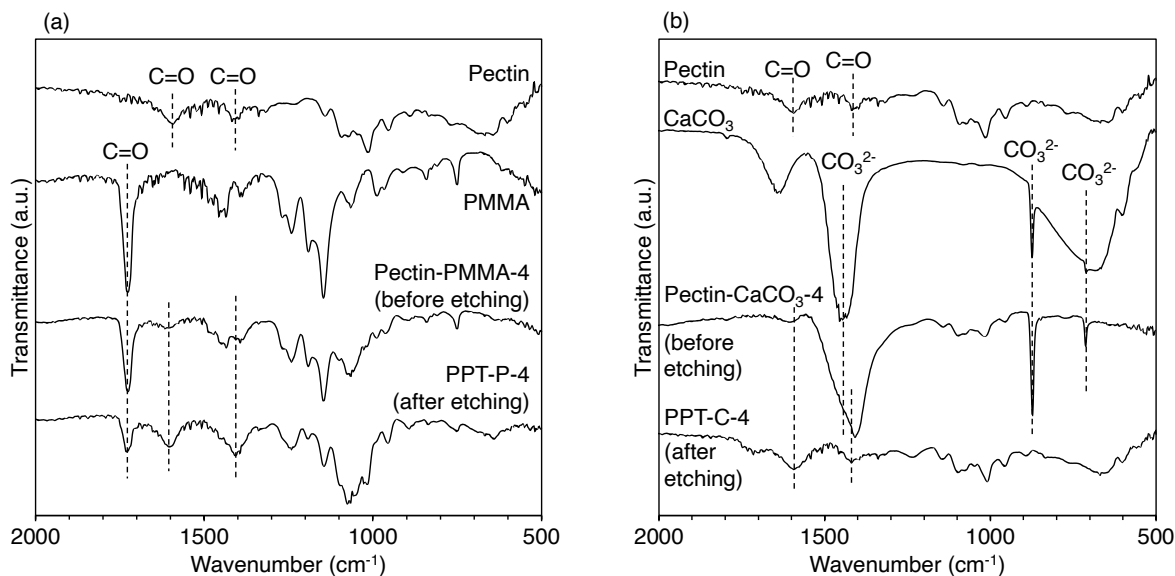 (a)
C=O
C=O
Pectin
C=O
PMMA
Pectin-PMMA-4
(before etching)
PPT-P-4
(after etching)
Transmittance (a.u.)
2000
1500
1000
500
Wavenumber (cm⁻¹)
(b)
Pectin
C=O
C=O
CaCO₃
CO₃²⁻
CO₃²⁻
CO₃²⁻
Pectin-CaCO₃-4
(before
etching)
PPT-C-4
(after
etching)
Transmittance (a.u.)
2000
1500
1000
500
Wavenumber (cm⁻¹)